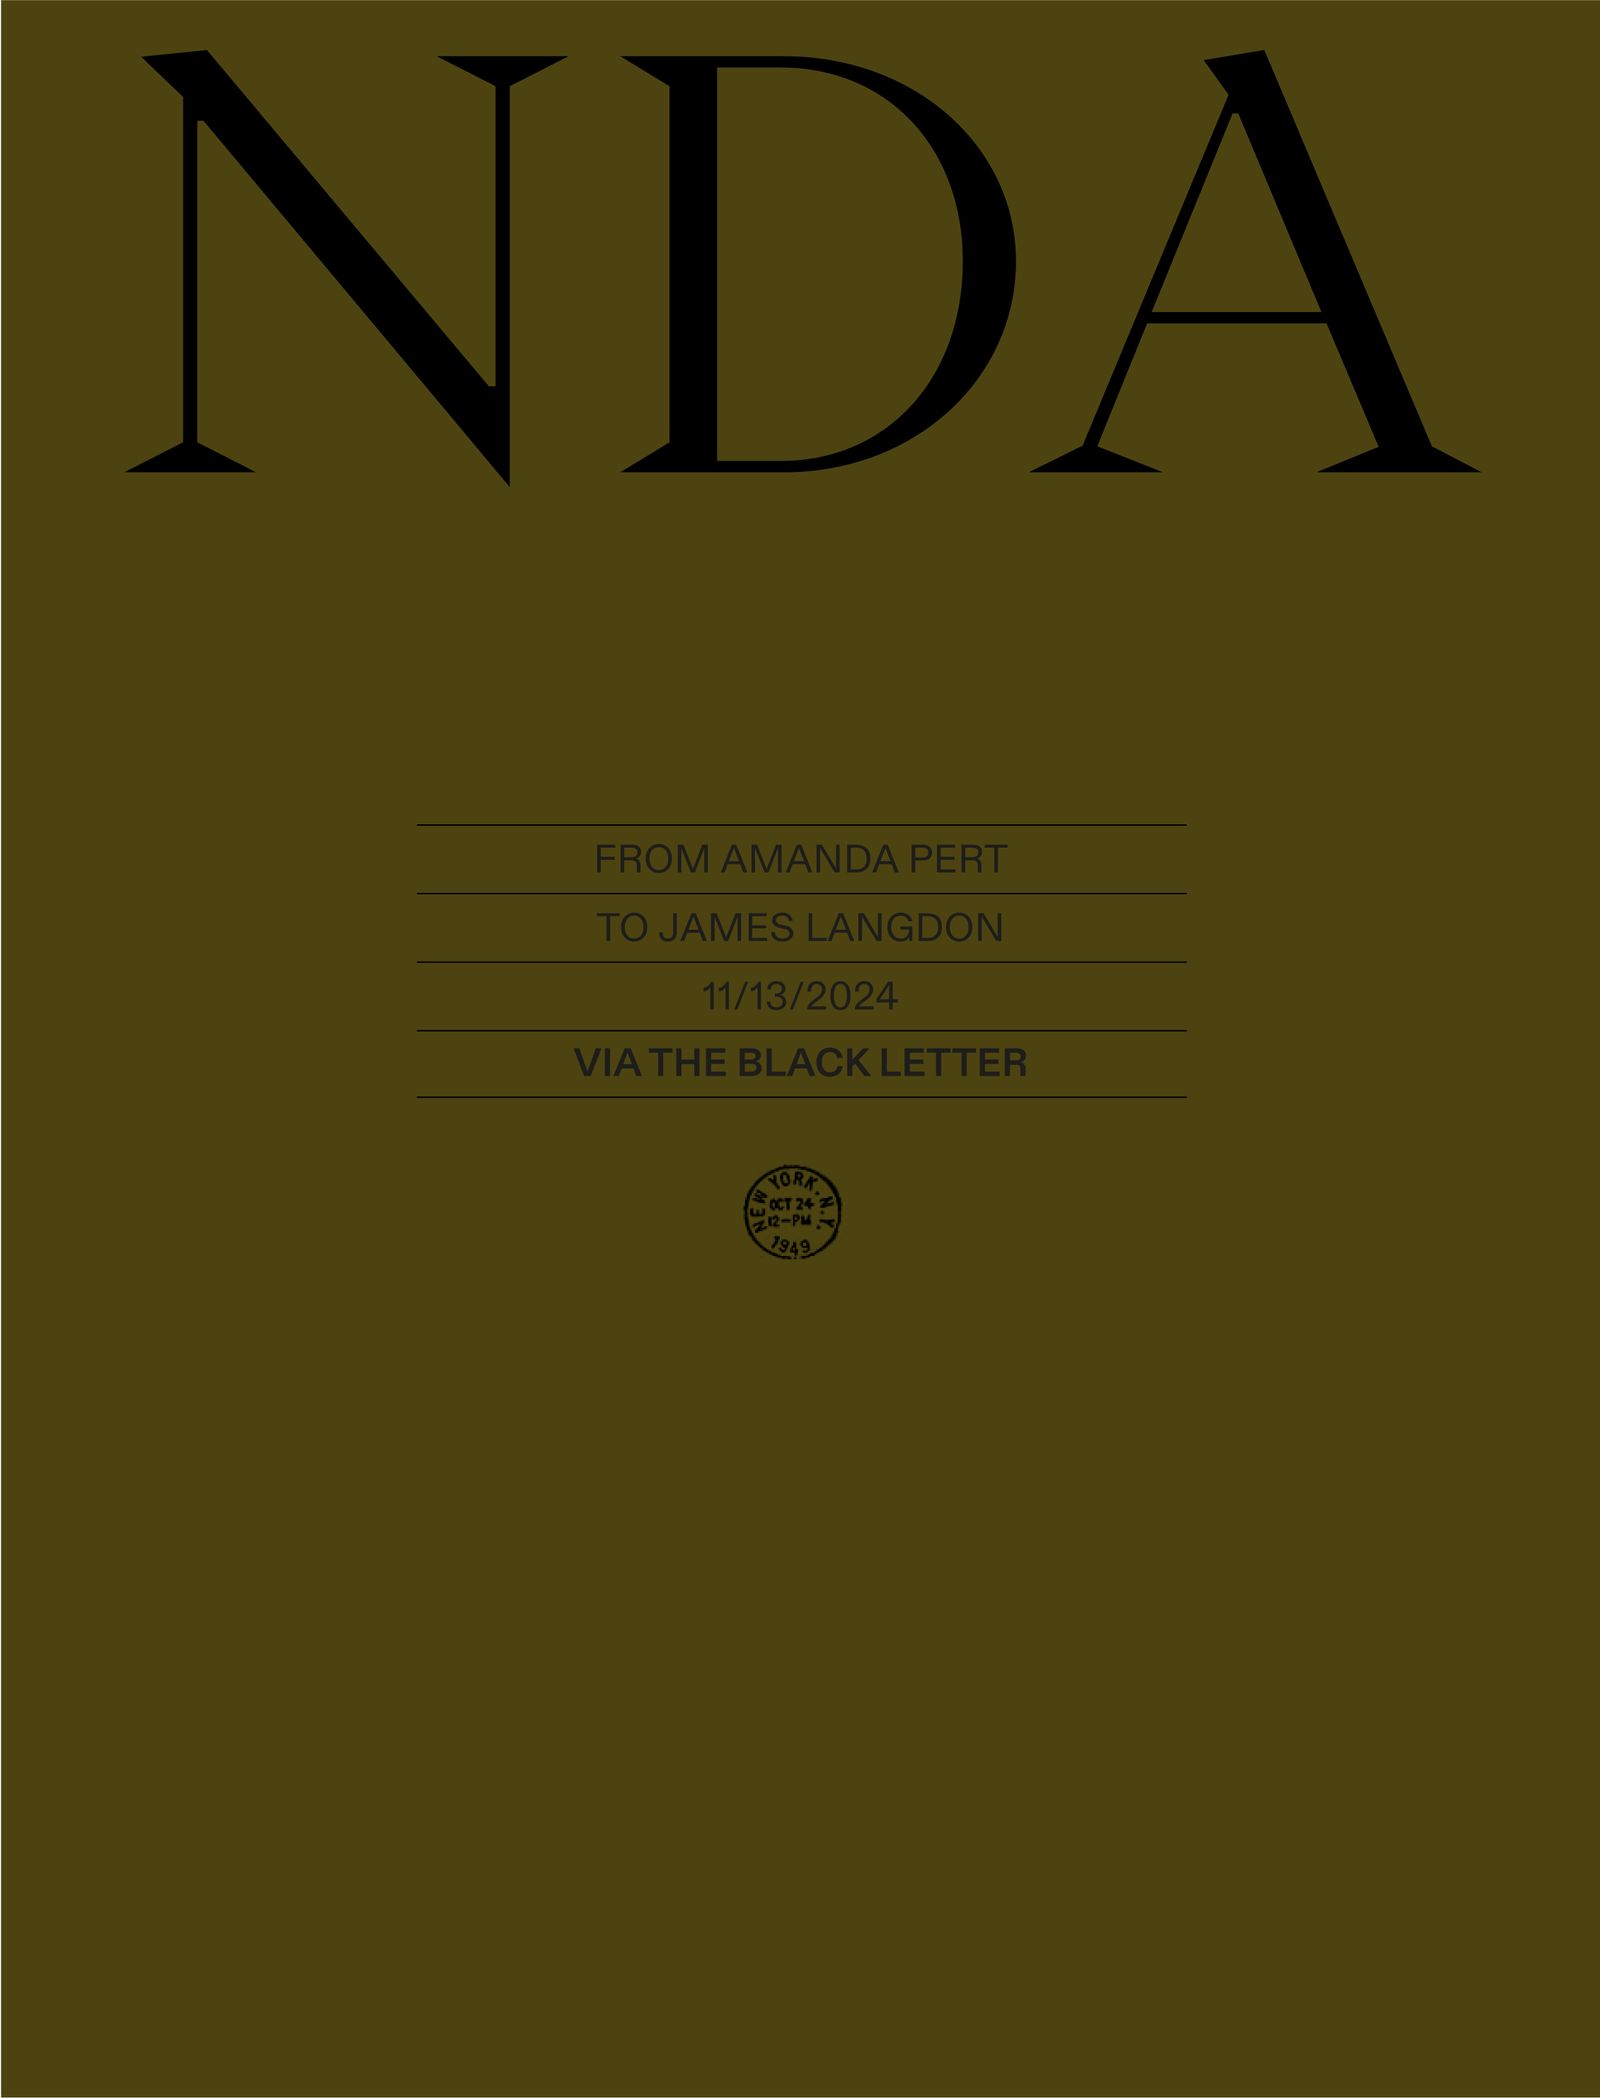 NDA
FROM AMANDA PERT
TO JAMES LANGDON
11/13/2024
VIA THE BLACK LETTER
NEW YORK, N.Y.
OCT 24
12-PM
1949